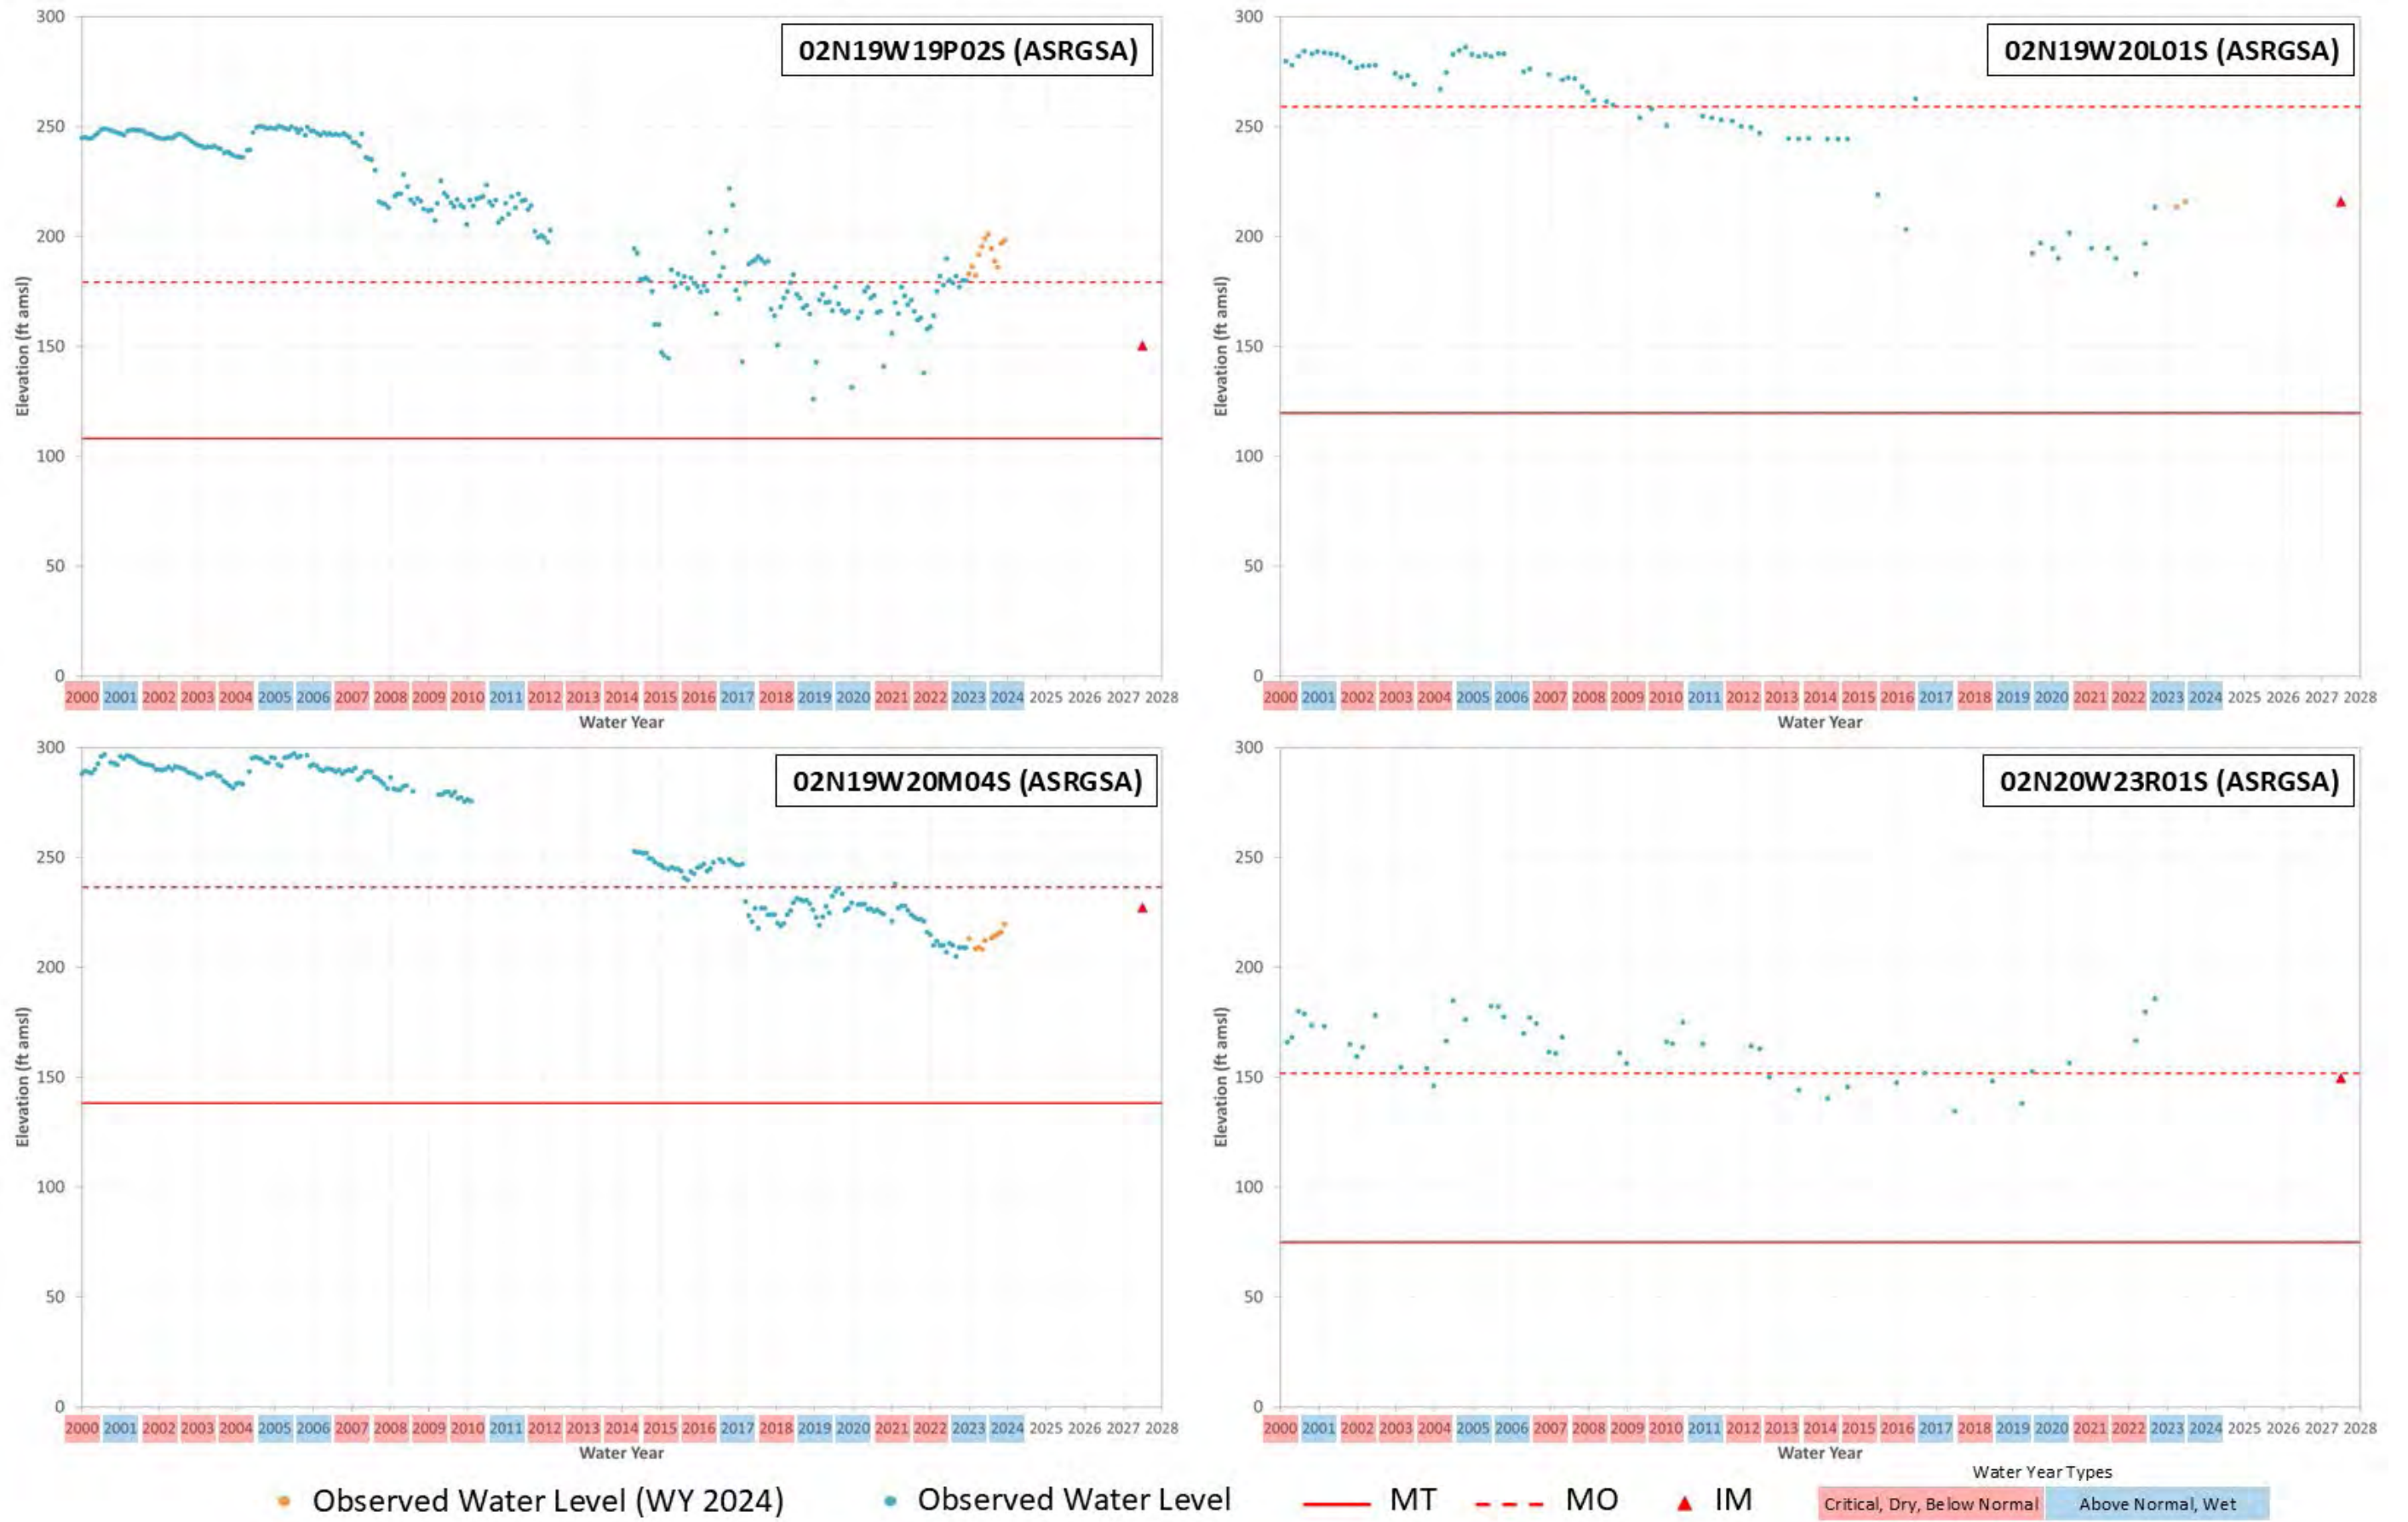 02N19W19P02S (ASRGSA)
300
250
200
150
100
50
0
Elevation (ft amsl)
2000 2001 2002 2003 2004 2005 2006 2007 2008 2009 2010 2011 2012 2013 2014 2015 2016 2017 2018 2019 2020 2021 2022 2023 2024 2025 2026 2027 2028
Water Year
02N19W20L01S (ASRGSA)
300
250
200
150
100
50
0
Elevation (ft amsl)
2000 2001 2002 2003 2004 2005 2006 2007 2008 2009 2010 2011 2012 2013 2014 2015 2016 2017 2018 2019 2020 2021 2022 2023 2024 2025 2026 2027 2028
Water Year
02N19W20M04S (ASRGSA)
300
250
200
150
100
50
0
Elevation (ft amsl)
2000 2001 2002 2003 2004 2005 2006 2007 2008 2009 2010 2011 2012 2013 2014 2015 2016 2017 2018 2019 2020 2021 2022 2023 2024 2025 2026 2027 2028
Water Year
02N20W23R01S (ASRGSA)
300
250
200
150
100
50
0
Elevation (ft amsl)
2000 2001 2002 2003 2004 2005 2006 2007 2008 2009 2010 2011 2012 2013 2014 2015 2016 2017 2018 2019 2020 2021 2022 2023 2024 2025 2026 2027 2028
Water Year
Observed Water Level (WY 2024) Observed Water Level MT MO IM
Water Year Types
Critical, Dry, Below Normal Above Normal, Wet